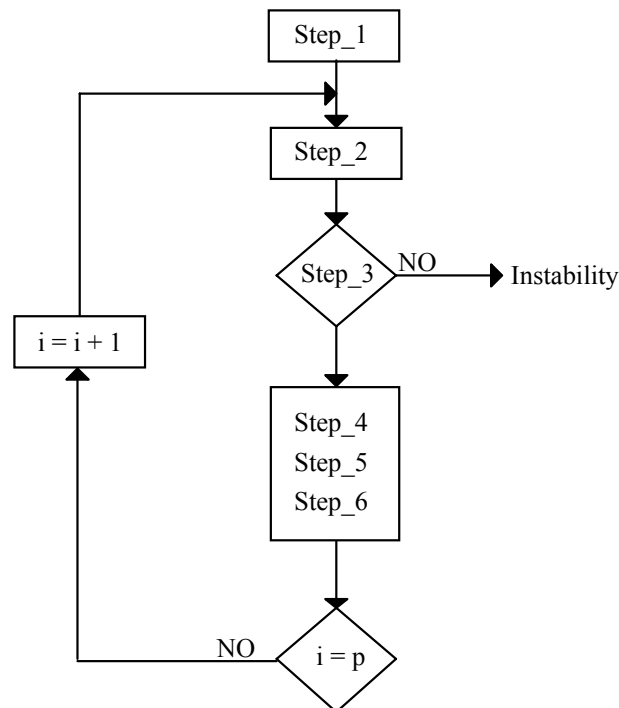 Step_1
Step_2
Step_3
NO
Instability
i = i + 1
Step_4
Step_5
Step_6
NO
i = p